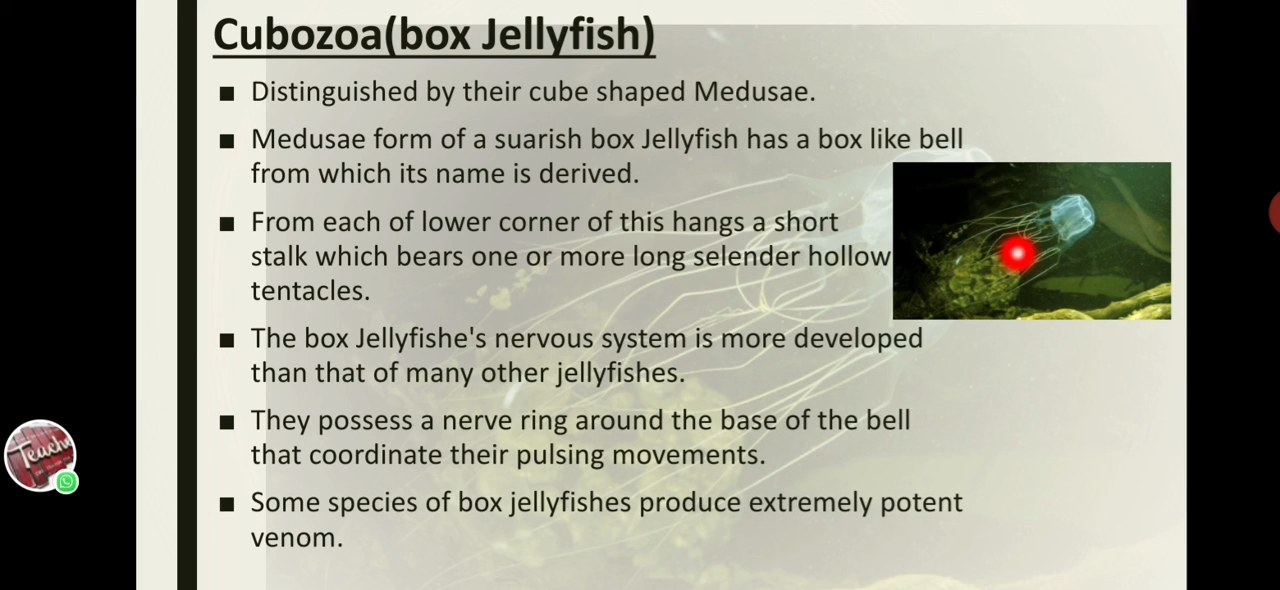 Cubozoa(box Jellyfish)
▪ Distinguished by their cube shaped Medusae.
▪ Medusae form of a suarish box Jellyfish has a box like bell
from which its name is derived.
▪ From each of lower corner of this hangs a short
stalk which bears one or more long selender hollow
tentacles.
▪ The box Jellyfishe's nervous system is more developed
than that of many other jellyfishes.
▪ They possess a nerve ring around the base of the bell
that coordinate their pulsing movements.
▪ Some species of box jellyfishes produce extremely potent
venom.